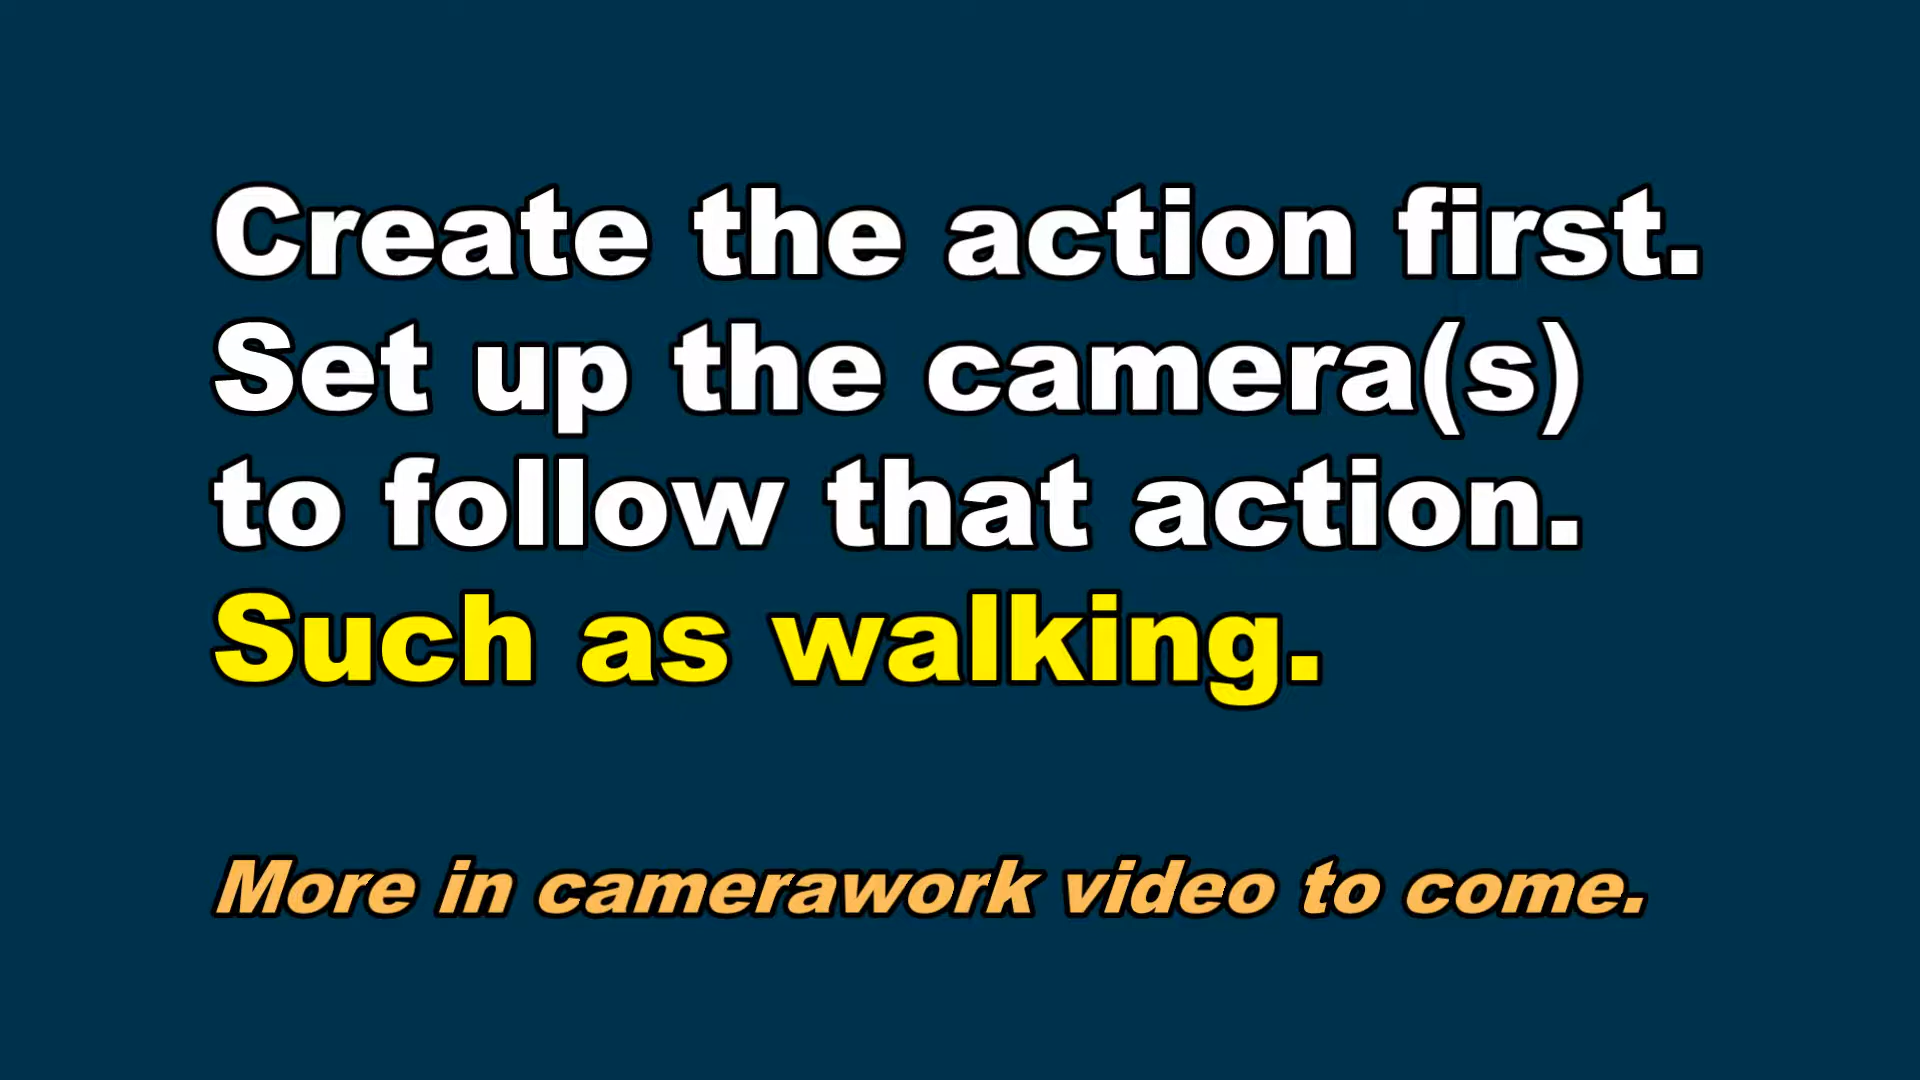 Create the action first.
Set up the camera(s)
to follow that action.
Such as walking.
More in camerawork video to come.